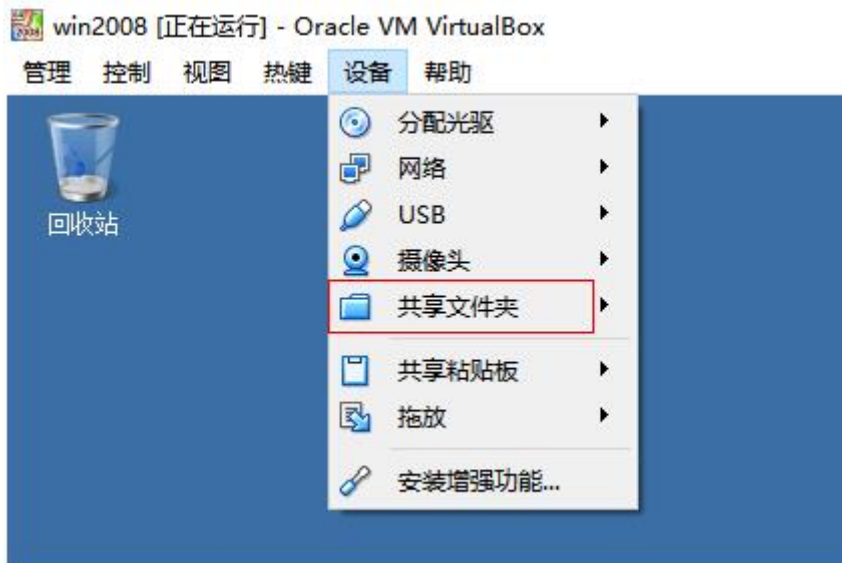 win2008 [正在运行] - Oracle VM VirtualBox
管理 控制 视图 热键 设备 帮助
分配光驱
网络
回收站
USB
摄像头
共享文件夹
共享粘贴板
拖放
安装增强功能...